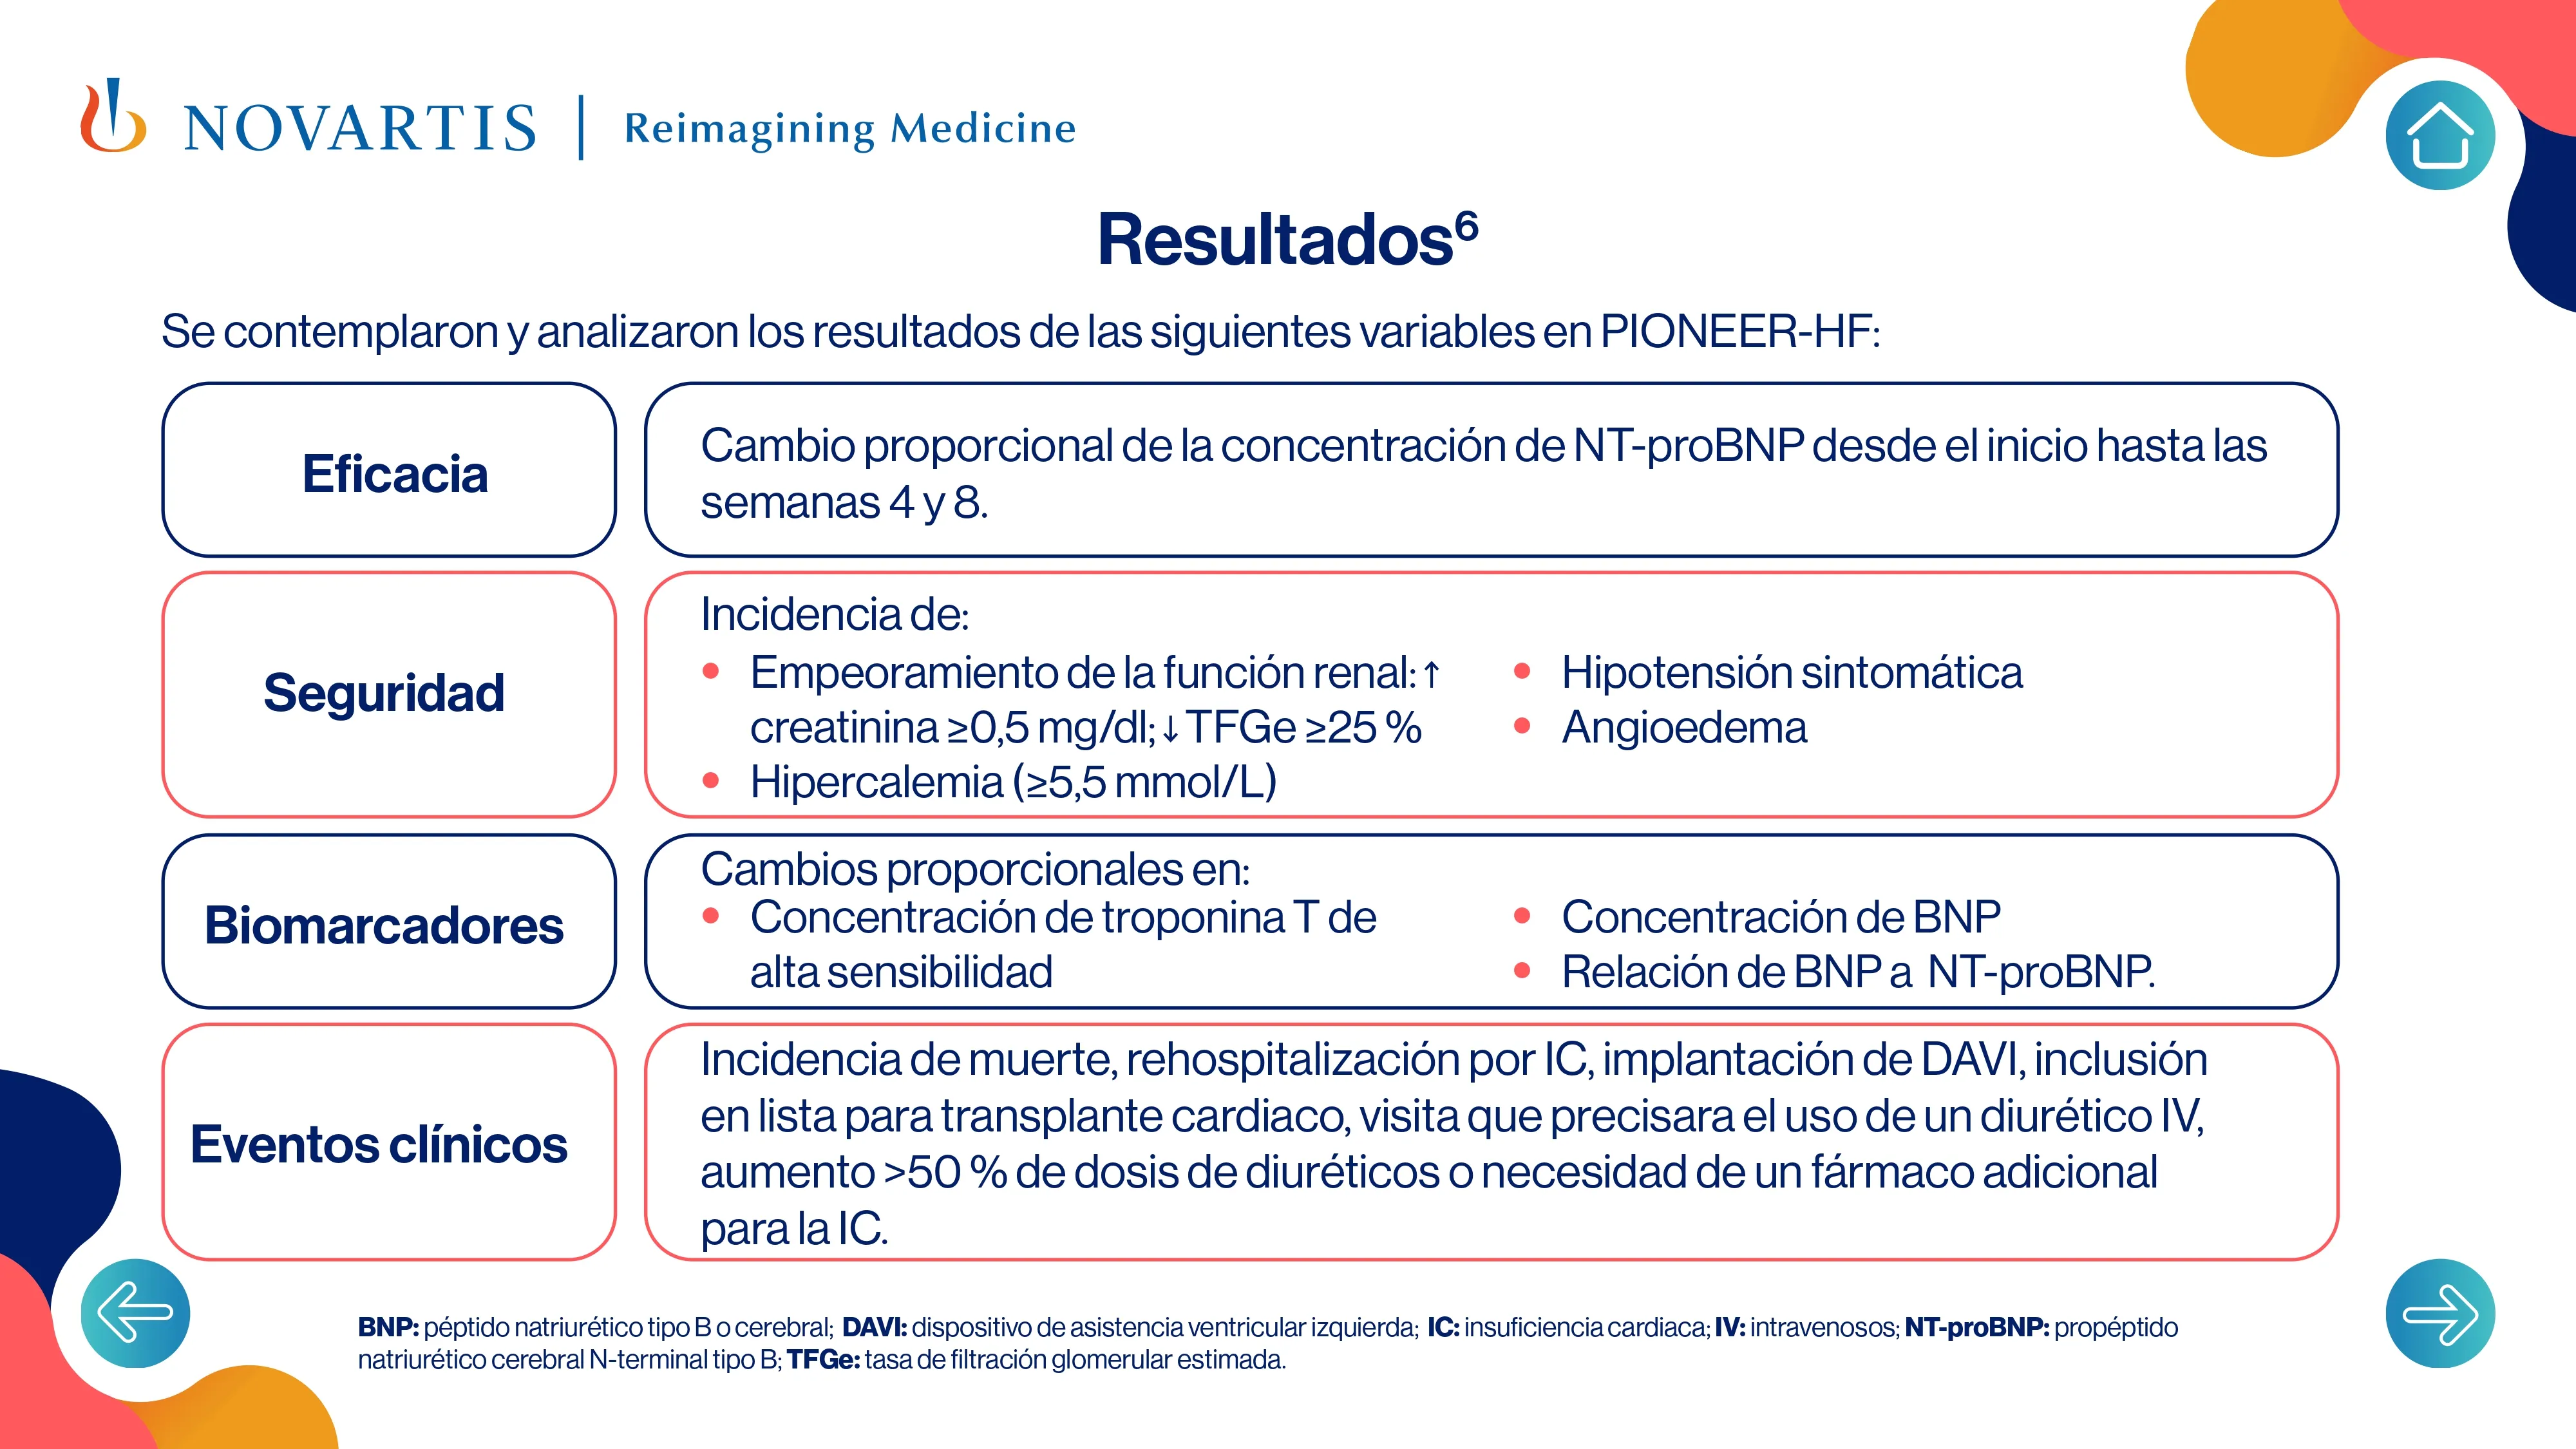 NOVARTIS | Reimagining Medicine
Resultados⁶
Se contemplaron y analizaron los resultados de las siguientes variables en PIONEER-HF:
Eficacia
Cambio proporcional de la concentración de NT-proBNP desde el inicio hasta las
semanas 4 y 8.
Seguridad
Incidencia de:
• Empeoramiento de la función renal: ↑
creatinina ≥0,5 mg/dl; ↓ TFGe ≥25 %
• Hipercalemia (≥5,5 mmol/L)
• Hipotensión sintomática
• Angioedema
Biomarcadores
Cambios proporcionales en:
• Concentración de troponina T de
alta sensibilidad
• Concentración de BNP
• Relación de BNP a NT-proBNP.
Eventos clínicos
Incidencia de muerte, rehospitalización por IC, implantación de DAVI, inclusión
en lista para transplante cardiaco, visita que precisara el uso de un diurético IV,
aumento >50 % de dosis de diuréticos o necesidad de un fármaco adicional
para la IC.
BNP: péptido natriurético tipo B o cerebral; DAVI: dispositivo de asistencia ventricular izquierda; IC: insuficiencia cardiaca; IV: intravenosos; NT-proBNP: propéptido
natriurético cerebral N-terminal tipo B; TFGe: tasa de filtración glomerular estimada.